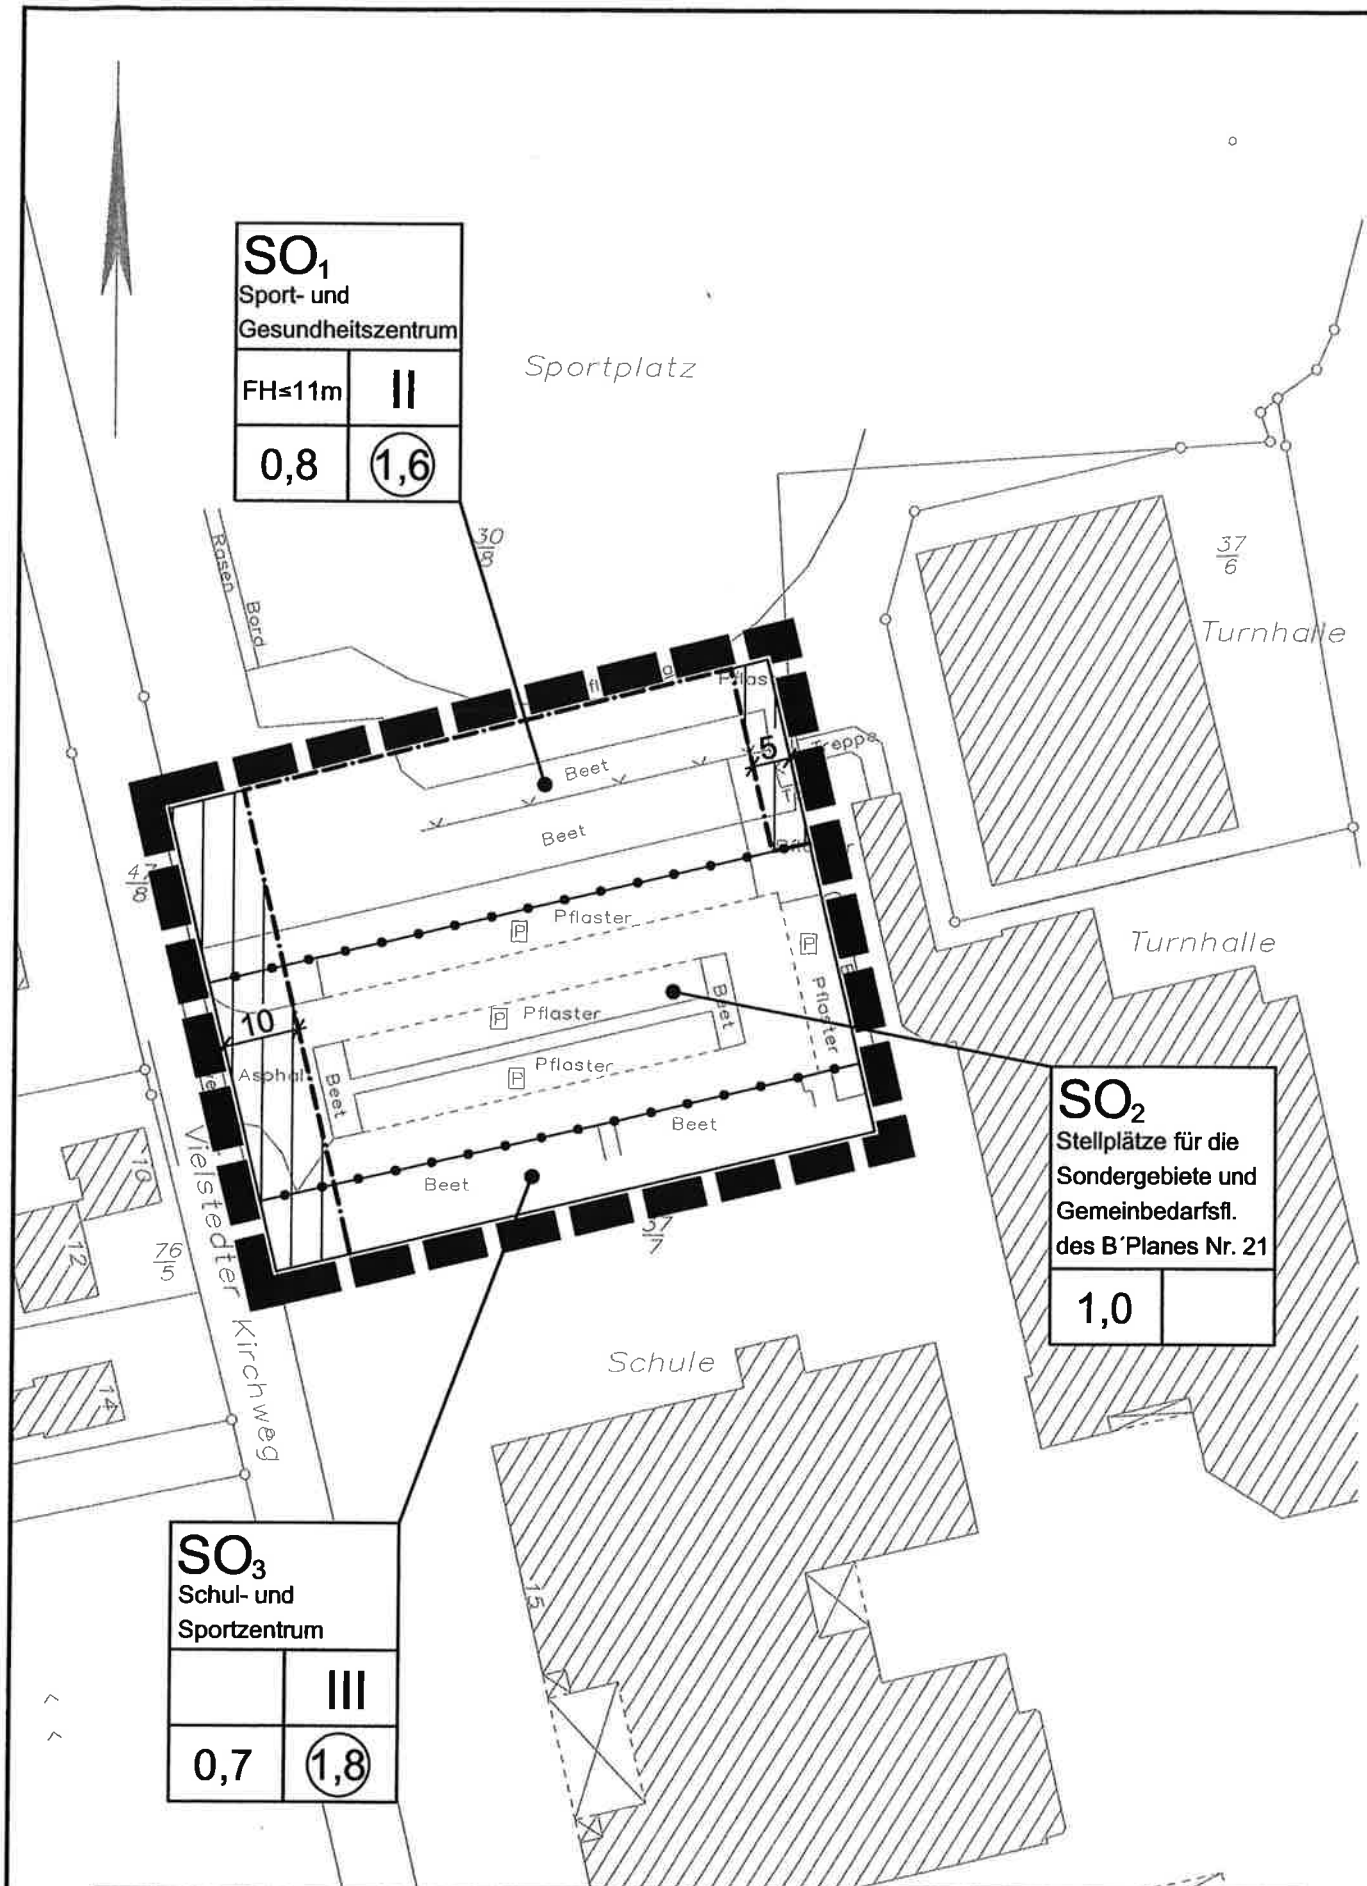 SO₁
Sport- und
Gesundheitszentrum
FH≤11m II
0,8 1,6
Sportplatz
30
8
Rasen
Bord
37
6
Turnhalle
Pflas
5
Treppe
Beet
Beet
47
8
Pflaster
P
P
Turnhalle
10
P Pflaster
Beet
Pflaster
P Pflaster
Asphal
Beet
Beet
Beet
SO₂
Stellplätze für die
Sondergebiete und
Gemeinbedarfsfl.
des B´Planes Nr. 21
1,0
10
12
76
5
37
7
Vielstedter Kirchweg
Schule
14
SO₃
Schul- und
Sportzentrum
III
0,7 1,8
15